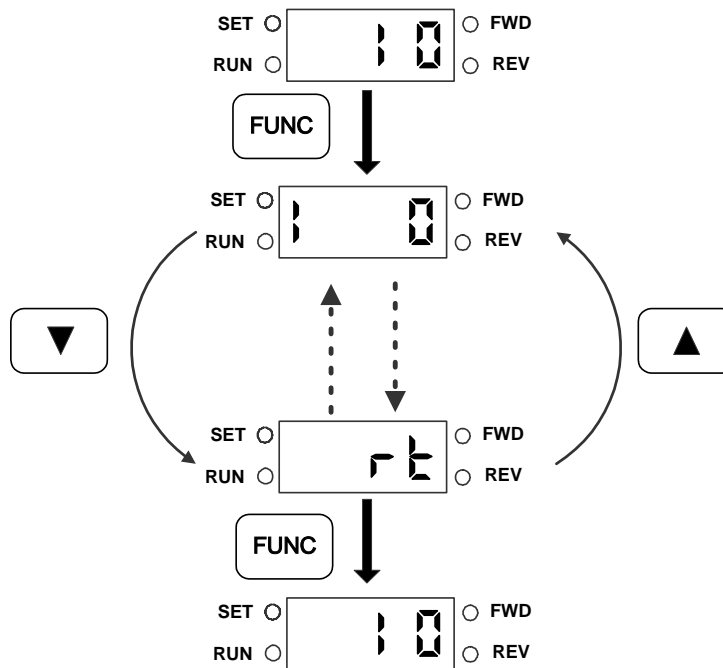 SET 10 FWD
RUN REV
FUNC
SET 1 0 FWD
RUN REV
▼ ▲
SET rt FWD
RUN REV
FUNC
SET 10 FWD
RUN REV